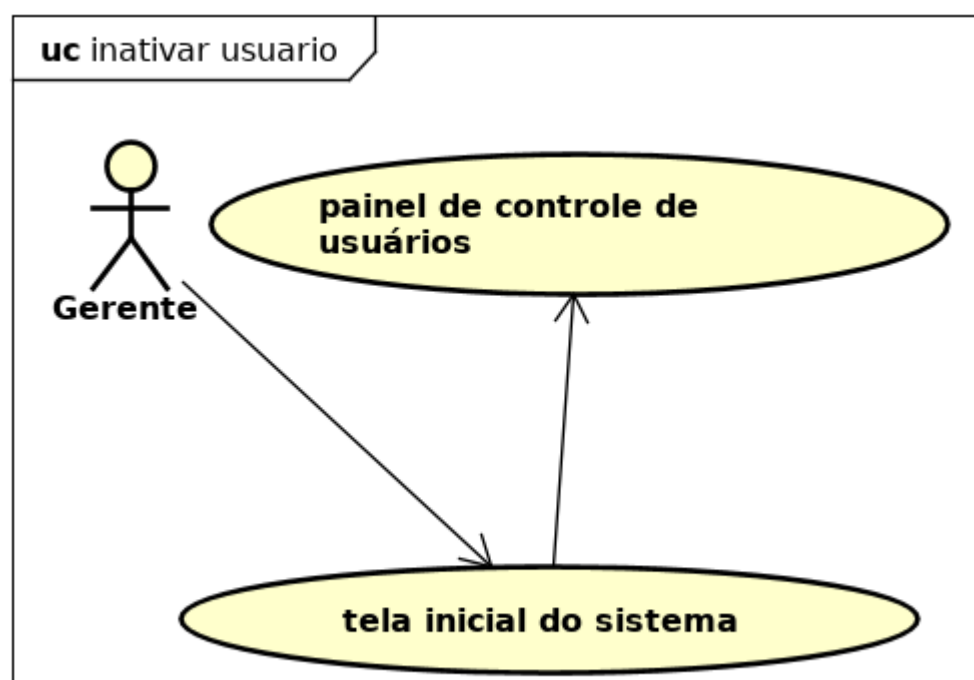 uc inativar usuario
painel de controle de
usuários
Gerente
tela inicial do sistema